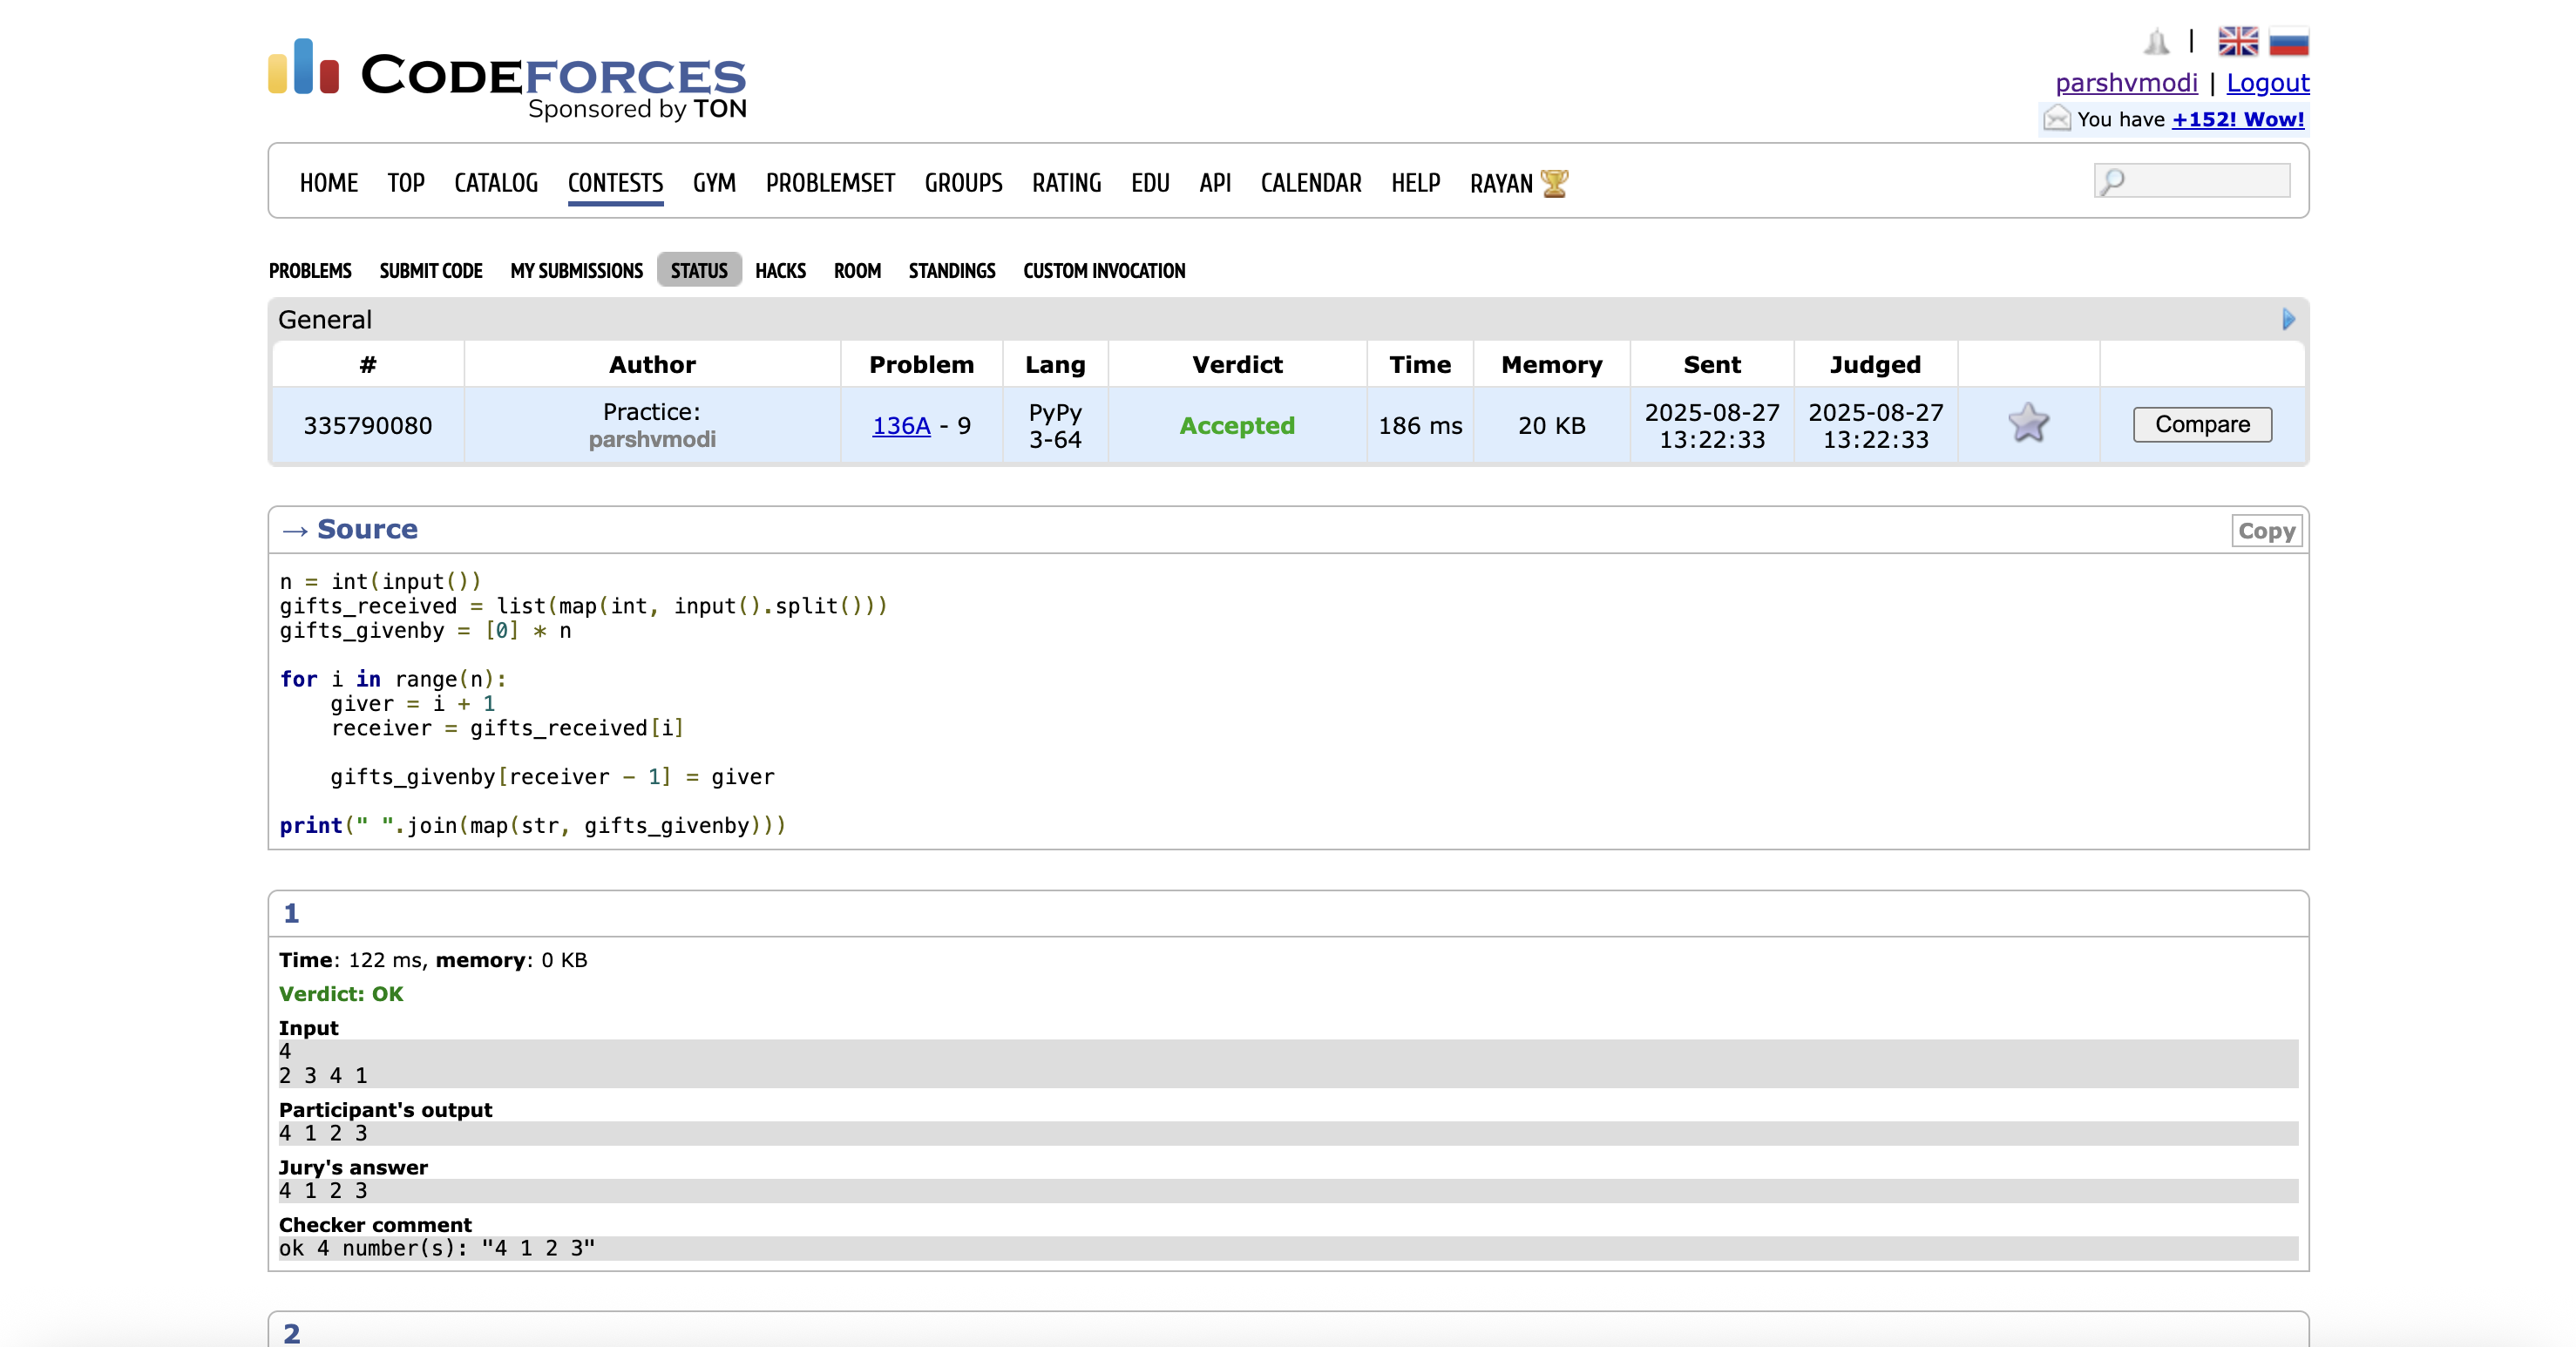 CODEFORCES
Sponsored by TON
|
parshvmodi | Logout
You have +152! Wow!
HOME TOP CATALOG CONTESTS GYM PROBLEMSET GROUPS RATING EDU API CALENDAR HELP RAYAN
PROBLEMS SUBMIT CODE MY SUBMISSIONS STATUS HACKS ROOM STANDINGS CUSTOM INVOCATION
General
# Author Problem Lang Verdict Time Memory Sent Judged
335790080 Practice: parshvmodi 136A - 9 PyPy 3-64 Accepted 186 ms 20 KB 2025-08-27 13:22:33 2025-08-27 13:22:33 Compare
→ Source Copy
n = int(input())
gifts_received = list(map(int, input().split()))
gifts_givenby = [0] * n
for i in range(n):
    giver = i + 1
    receiver = gifts_received[i]
    gifts_givenby[receiver - 1] = giver
print(" ".join(map(str, gifts_givenby)))
1
Time: 122 ms, memory: 0 KB
Verdict: OK
Input
4
2 3 4 1
Participant's output
4 1 2 3
Jury's answer
4 1 2 3
Checker comment
ok 4 number(s): "4 1 2 3"
2